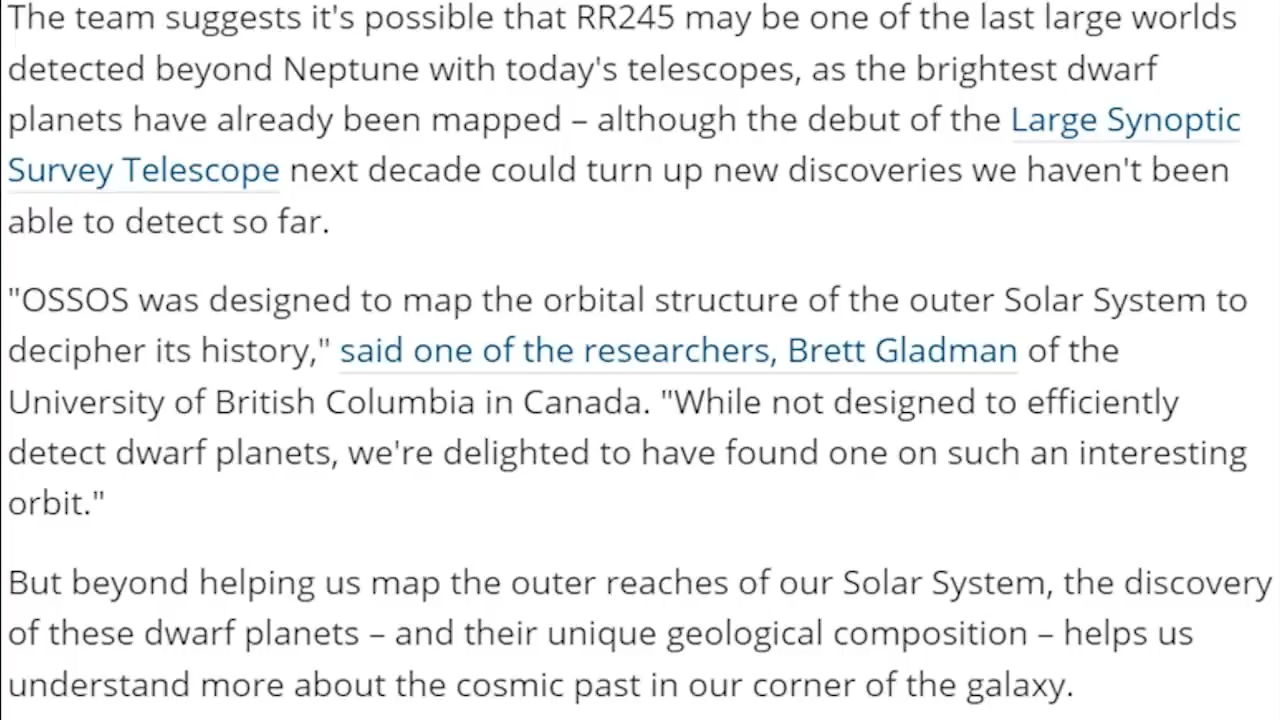 The team suggests it's possible that RR245 may be one of the last large worlds
detected beyond Neptune with today's telescopes, as the brightest dwarf
planets have already been mapped – although the debut of the Large Synoptic
Survey Telescope next decade could turn up new discoveries we haven't been
able to detect so far.
"OSSOS was designed to map the orbital structure of the outer Solar System to
decipher its history," said one of the researchers, Brett Gladman of the
University of British Columbia in Canada. "While not designed to efficiently
detect dwarf planets, we're delighted to have found one on such an interesting
orbit."
But beyond helping us map the outer reaches of our Solar System, the discovery
of these dwarf planets – and their unique geological composition – helps us
understand more about the cosmic past in our corner of the galaxy.